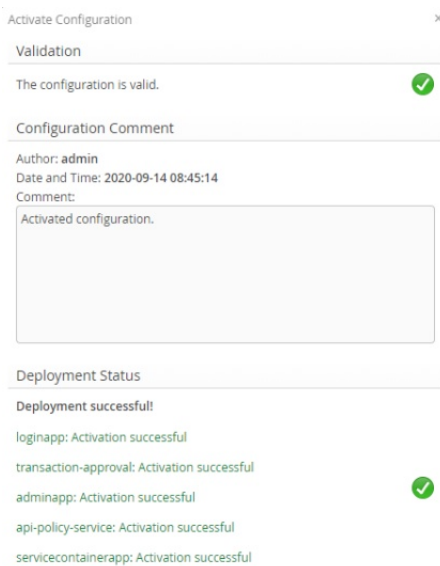 Activate Configuration
Validation
The configuration is valid.
Configuration Comment
Author: admin
Date and Time: 2020-09-14 08:45:14
Comment:
Activated configuration.
Deployment Status
Deployment successful!
loginapp: Activation successful
transaction-approval: Activation successful
adminapp: Activation successful
api-policy-service: Activation successful
servicecontainerapp: Activation successful